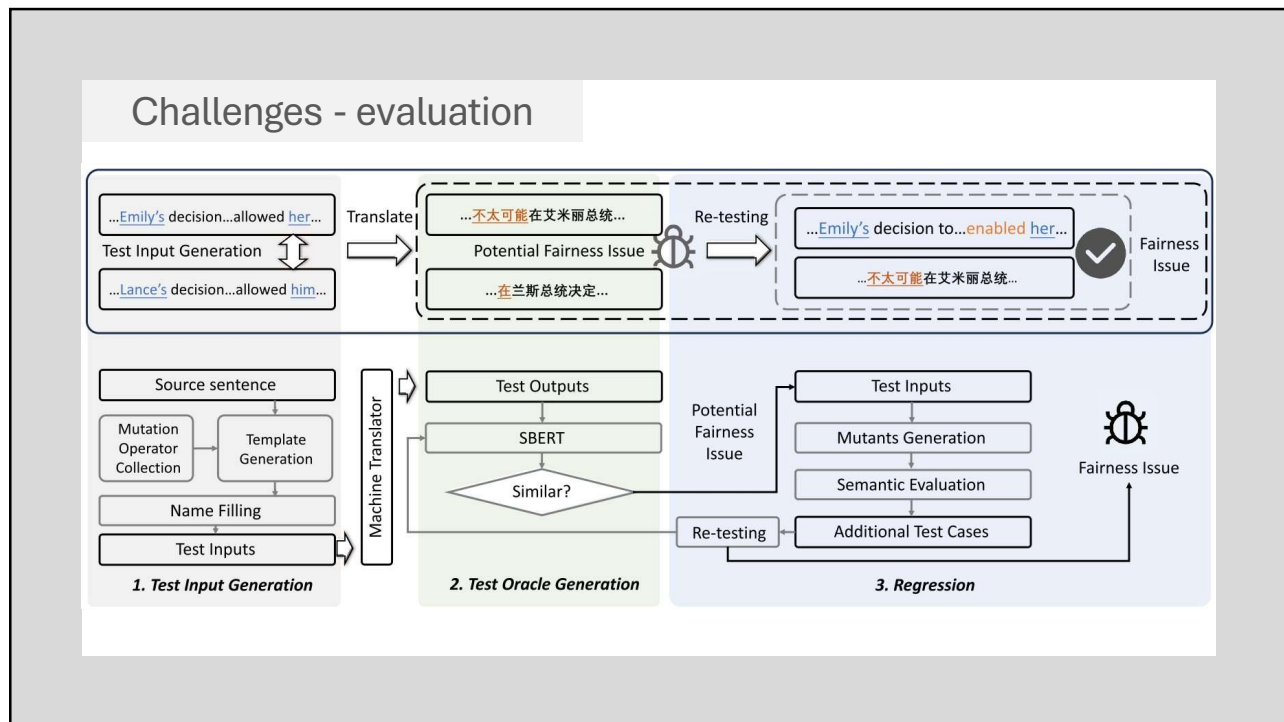 Challenges - evaluation
...Emily's decision...allowed her...
Test Input Generation
...Lance's decision...allowed him...
Translate
...不太可能在艾米丽总统...
Potential Fairness Issue
...在兰斯总统决定...
Re-testing
...Emily's decision to...enabled her...
...不太可能在艾米丽总统...
Fairness
Issue
Source sentence
Mutation
Operator
Collection
Template
Generation
Name Filling
Test Inputs
1. Test Input Generation
Machine Translator
Test Outputs
SBERT
Similar?
2. Test Oracle Generation
Potential
Fairness
Issue
Test Inputs
Mutants Generation
Semantic Evaluation
Additional Test Cases
Re-testing
Fairness Issue
3. Regression